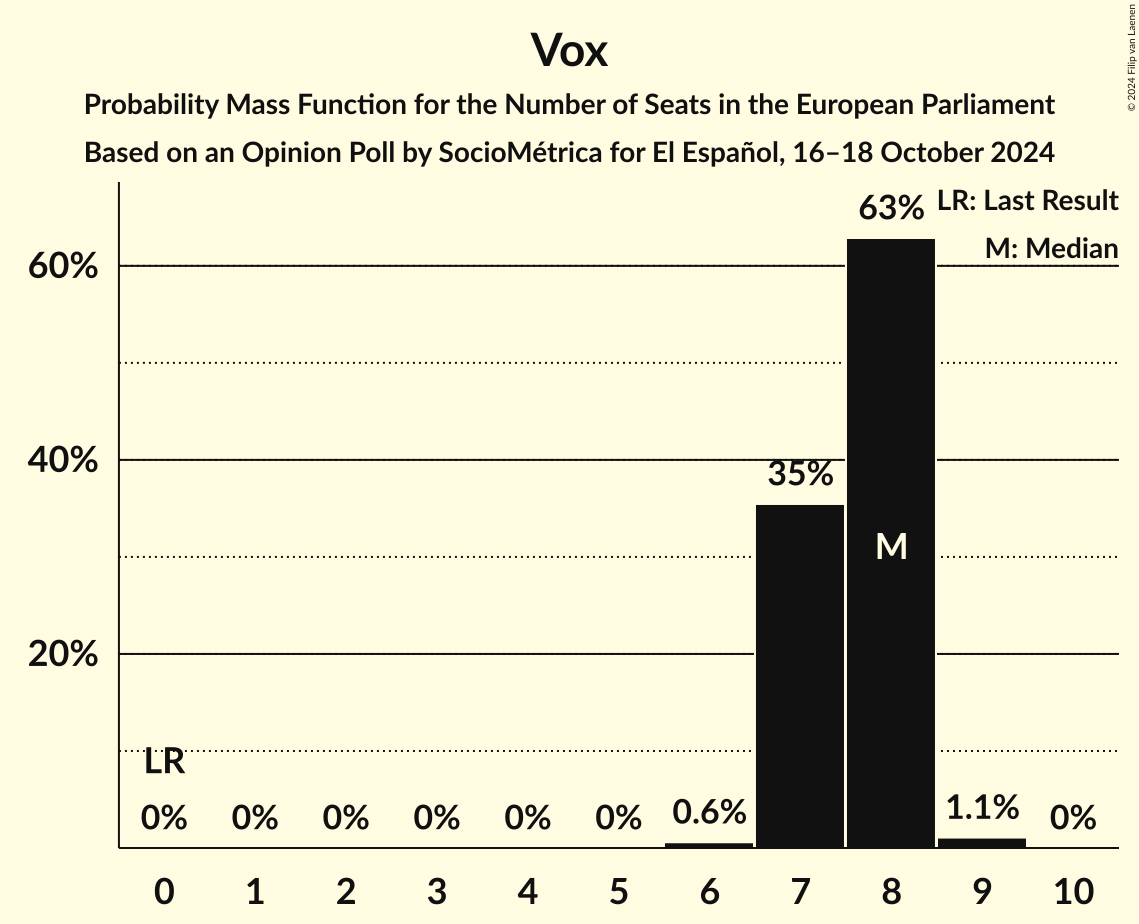 Vox
Probability Mass Function for the Number of Seats in the European Parliament
Based on an Opinion Poll by SocioMétrica for El Español, 16–18 October 2024
© 2024 Filip van Laenen
LR: Last Result
M: Median
63%
60%
40%
35%
M
20%
LR
0% 0% 0% 0% 0% 0% 0.6% 1.1% 0%
0 1 2 3 4 5 6 7 8 9 10